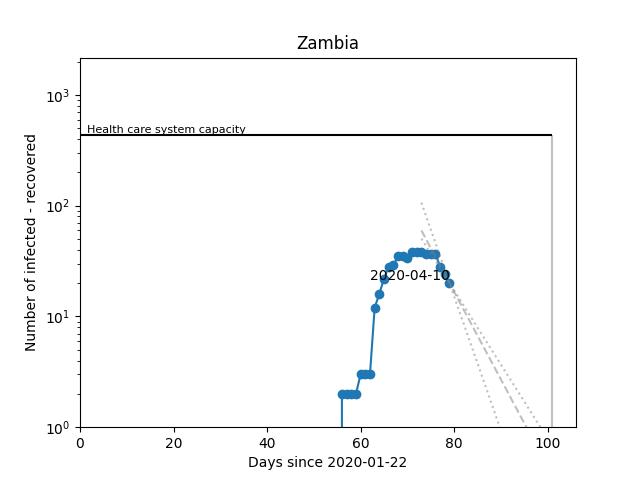 Zambia
Number of infected - recovered
10³
10²
10¹
10⁰
Health care system capacity
2020-04-10
0 20 40 60 80 100
Days since 2020-01-22